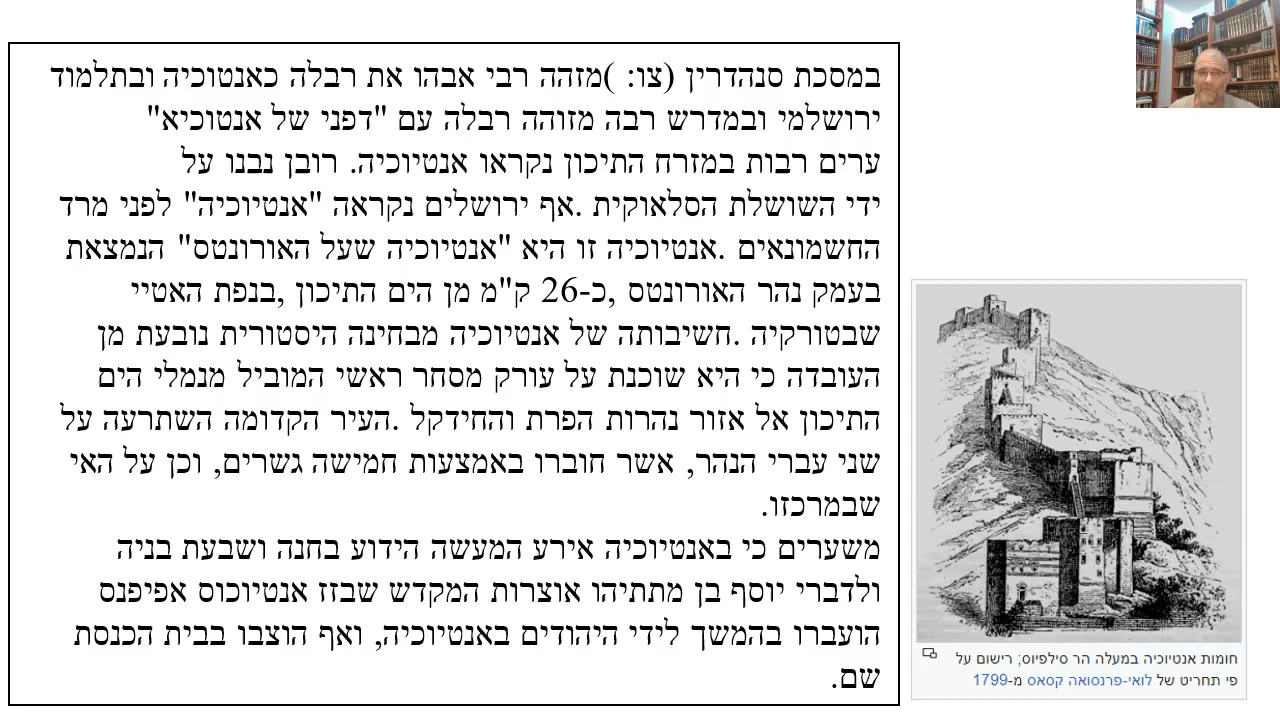 במסכת סנהדרין (צו: )מזהה רבי אבהו את רבלה כאנטוכיה ובתלמוד
ירושלמי ובמדרש רבה מזוהה רבלה עם "דפני של אנטוכיא"
ערים רבות במזרח התיכון נקראו אנטיוכיה. רובן נבנו על
ידי השושלת הסלאוקית .אף ירושלים נקראה "אנטיוכיה" לפני מרד
החשמונאים .אנטיוכיה זו היא "אנטיוכיה שעל האורונטס" הנמצאת
בעמק נהר האורונטס ,כ-26 ק"מ מן הים התיכון ,בנפת האטיי
שבטורקיה .חשיבותה של אנטיוכיה מבחינה היסטורית נובעת מן
העובדה כי היא שוכנת על עורק מסחר ראשי המוביל מנמלי הים
התיכון אל אזור נהרות הפרת והחידקל .העיר הקדומה השתרעה על
שני עברי הנהר, אשר חוברו באמצעות חמישה גשרים, וכן על האי
שבמרכזו.
משערים כי באנטיוכיה אירע המעשה הידוע בחנה ושבעת בניה
ולדברי יוסף בן מתתיהו אוצרות המקדש שבזז אנטיוכוס אפיפנס
הועברו בהמשך לידי היהודים באנטיוכיה, ואף הוצבו בבית הכנסת
שם.
חומות אנטיוכיה במעלה הר סילפיוס; רישום על
פי תחריט של לואי-פרנסואה קסאס מ-1799